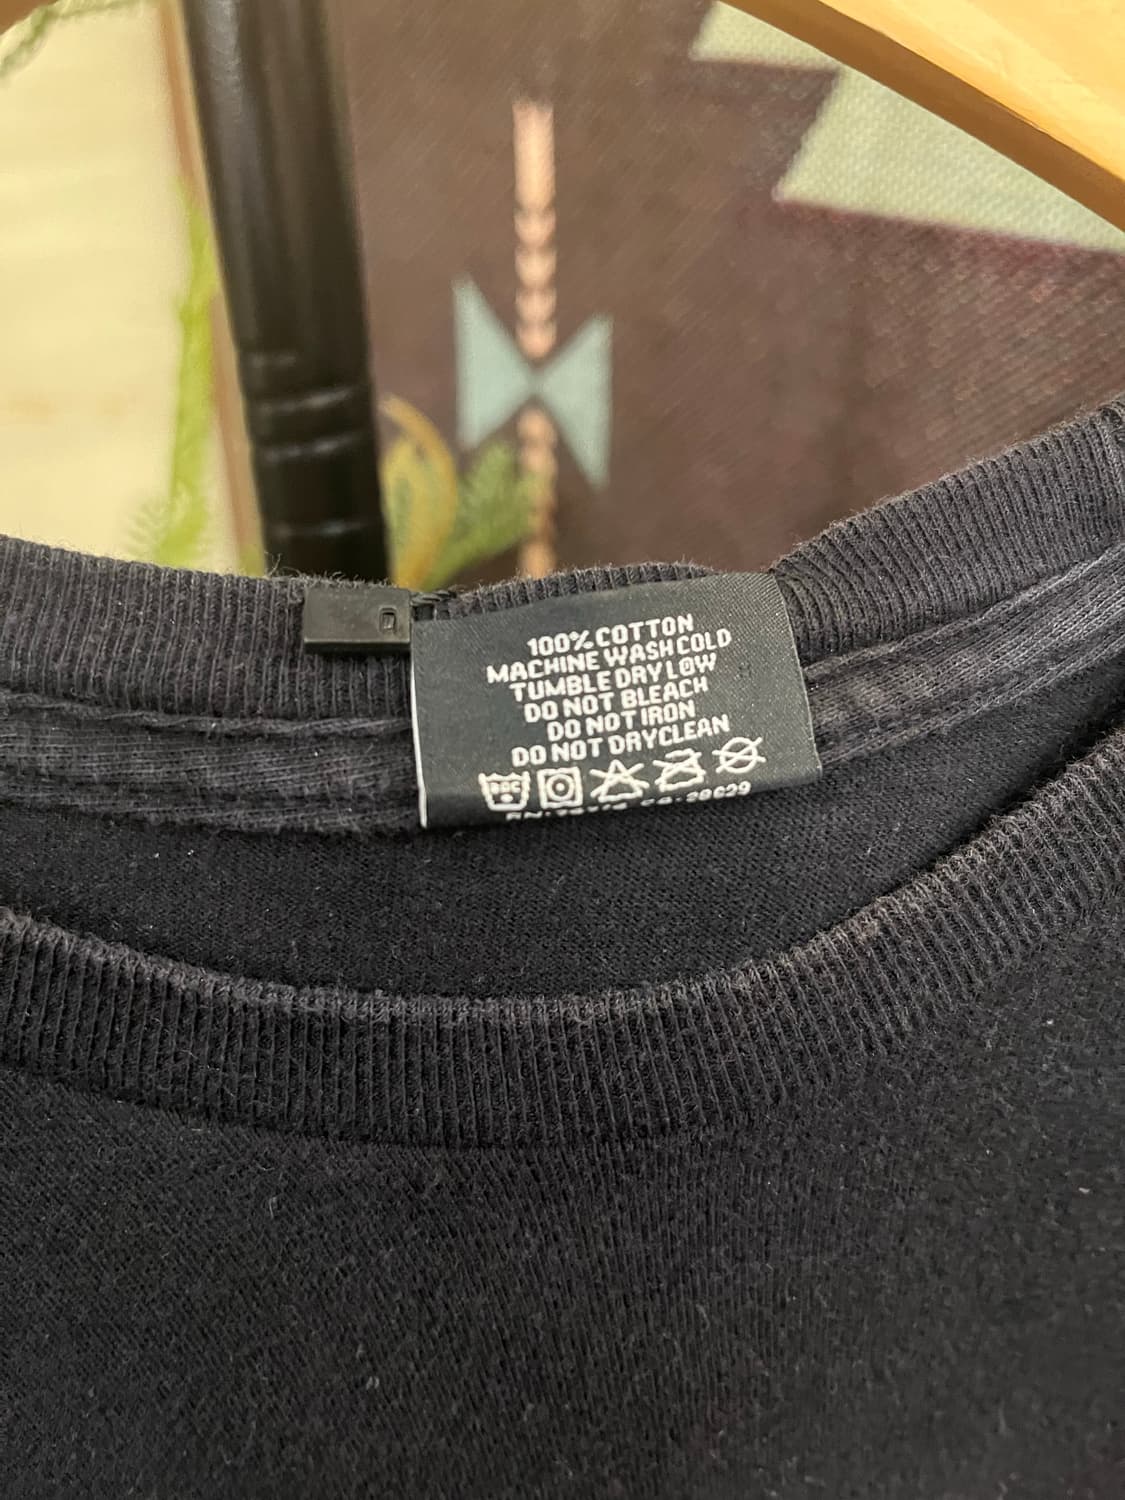 100% COTTON
MACHINE WASH COLD
TUMBLE DRY LOW
DO NOT BLEACH
DO NOT IRON
DO NOT DRYCLEAN